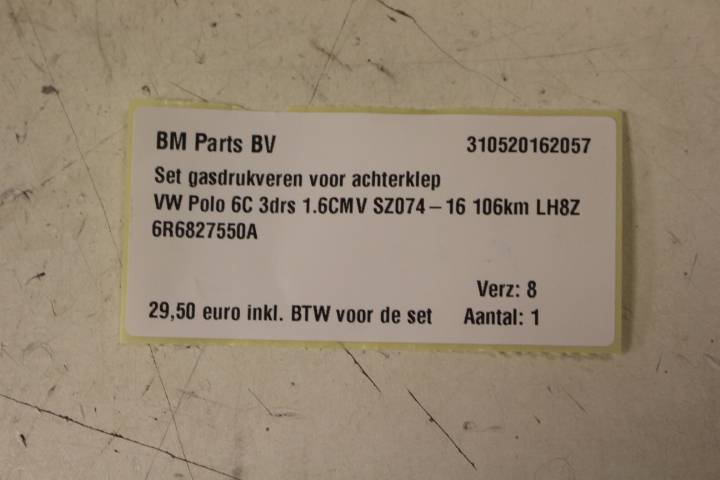 BM Parts BV 310520162057
Set gasdrukveren voor achterklep
VW Polo 6C 3drs 1.6CMV SZ074-16 106km LH8Z
6R6827550A
Verz: 8
29,50 euro inkl. BTW voor de set Aantal: 1